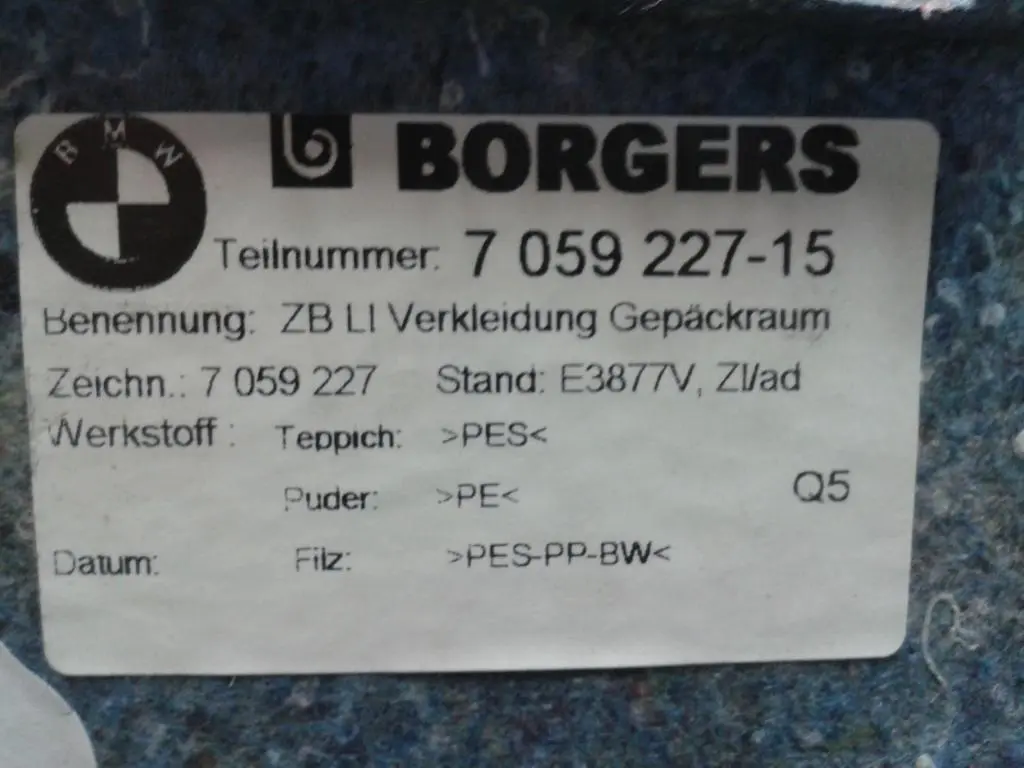 BMW
BORGERS
Teilnummer: 7 059 227-15
Benennung: ZB LI Verkleidung Gepäckraum
Zeichn.: 7 059 227 Stand: E3877V, ZI/ad
Werkstoff : Teppich: >PES<
Puder: >PE< Q5
Datum: Filz: >PES-PP-BW<